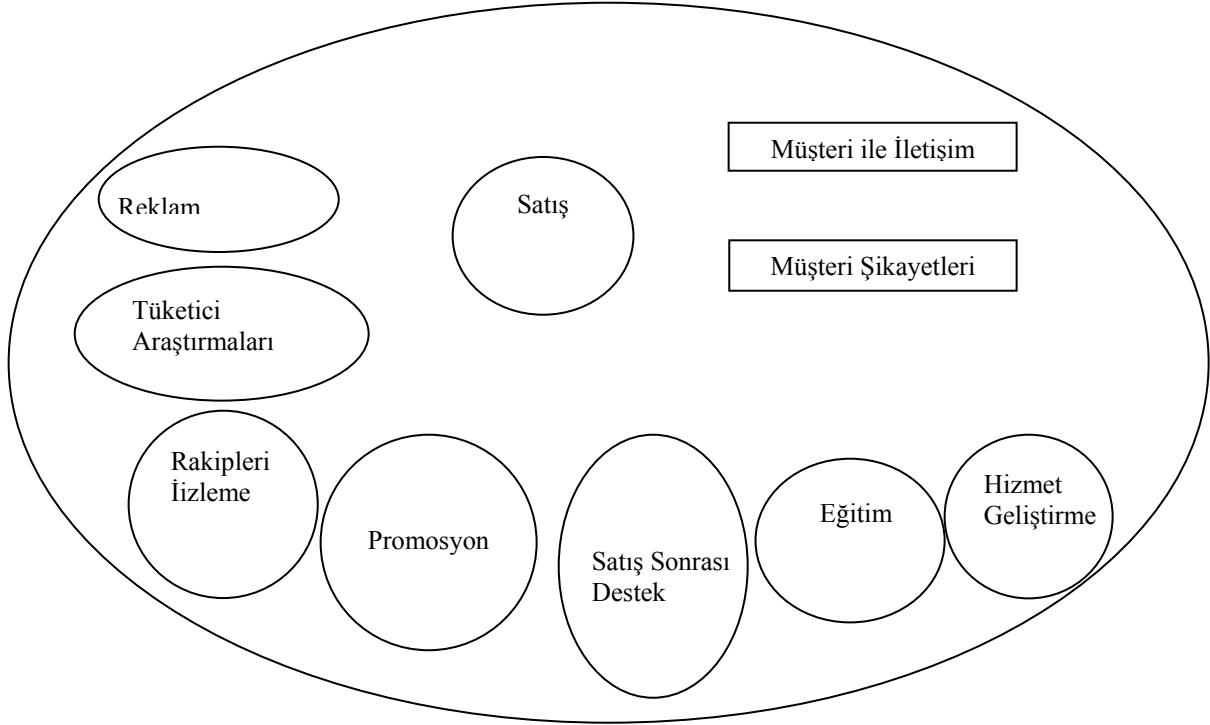 Müşteri ile İletişim
Reklam
Satış
Müşteri Şikayetleri
Tüketici
Araştırmaları
Rakipleri
İizleme
Promosyon
Satış Sonrası
Destek
Eğitim
Hizmet
Geliştirme